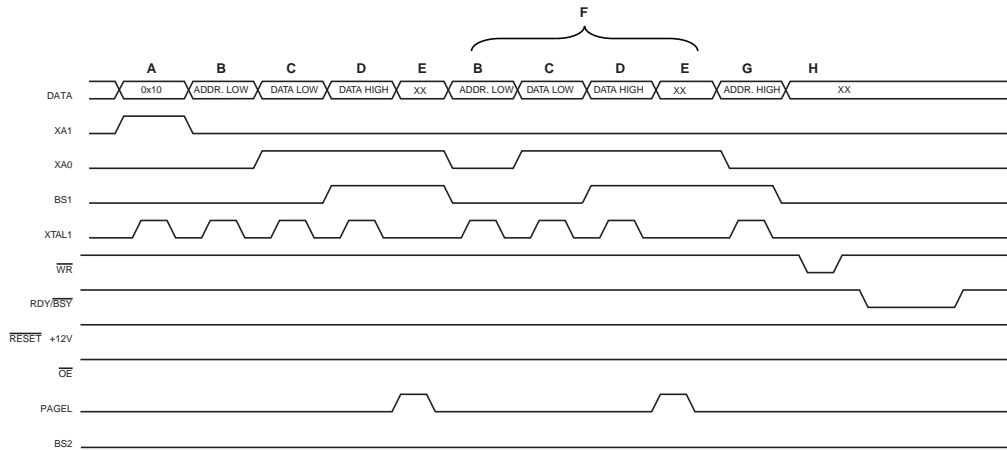 F
A B C D E B C D E G H
DATA 0x10 ADDR. LOW DATA LOW DATA HIGH XX ADDR. LOW DATA LOW DATA HIGH XX ADDR. HIGH XX
XA1
XA0
BS1
XTAL1
WR
RDY/BSY
RESET +12V
OE
PAGEL
BS2